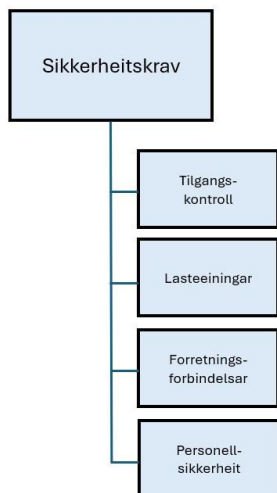 Sikkerheitskrav
Tilgangs-
kontroll
Lasteeiningar
Forretnings-
forbindelsar
Personell-
sikkerheit